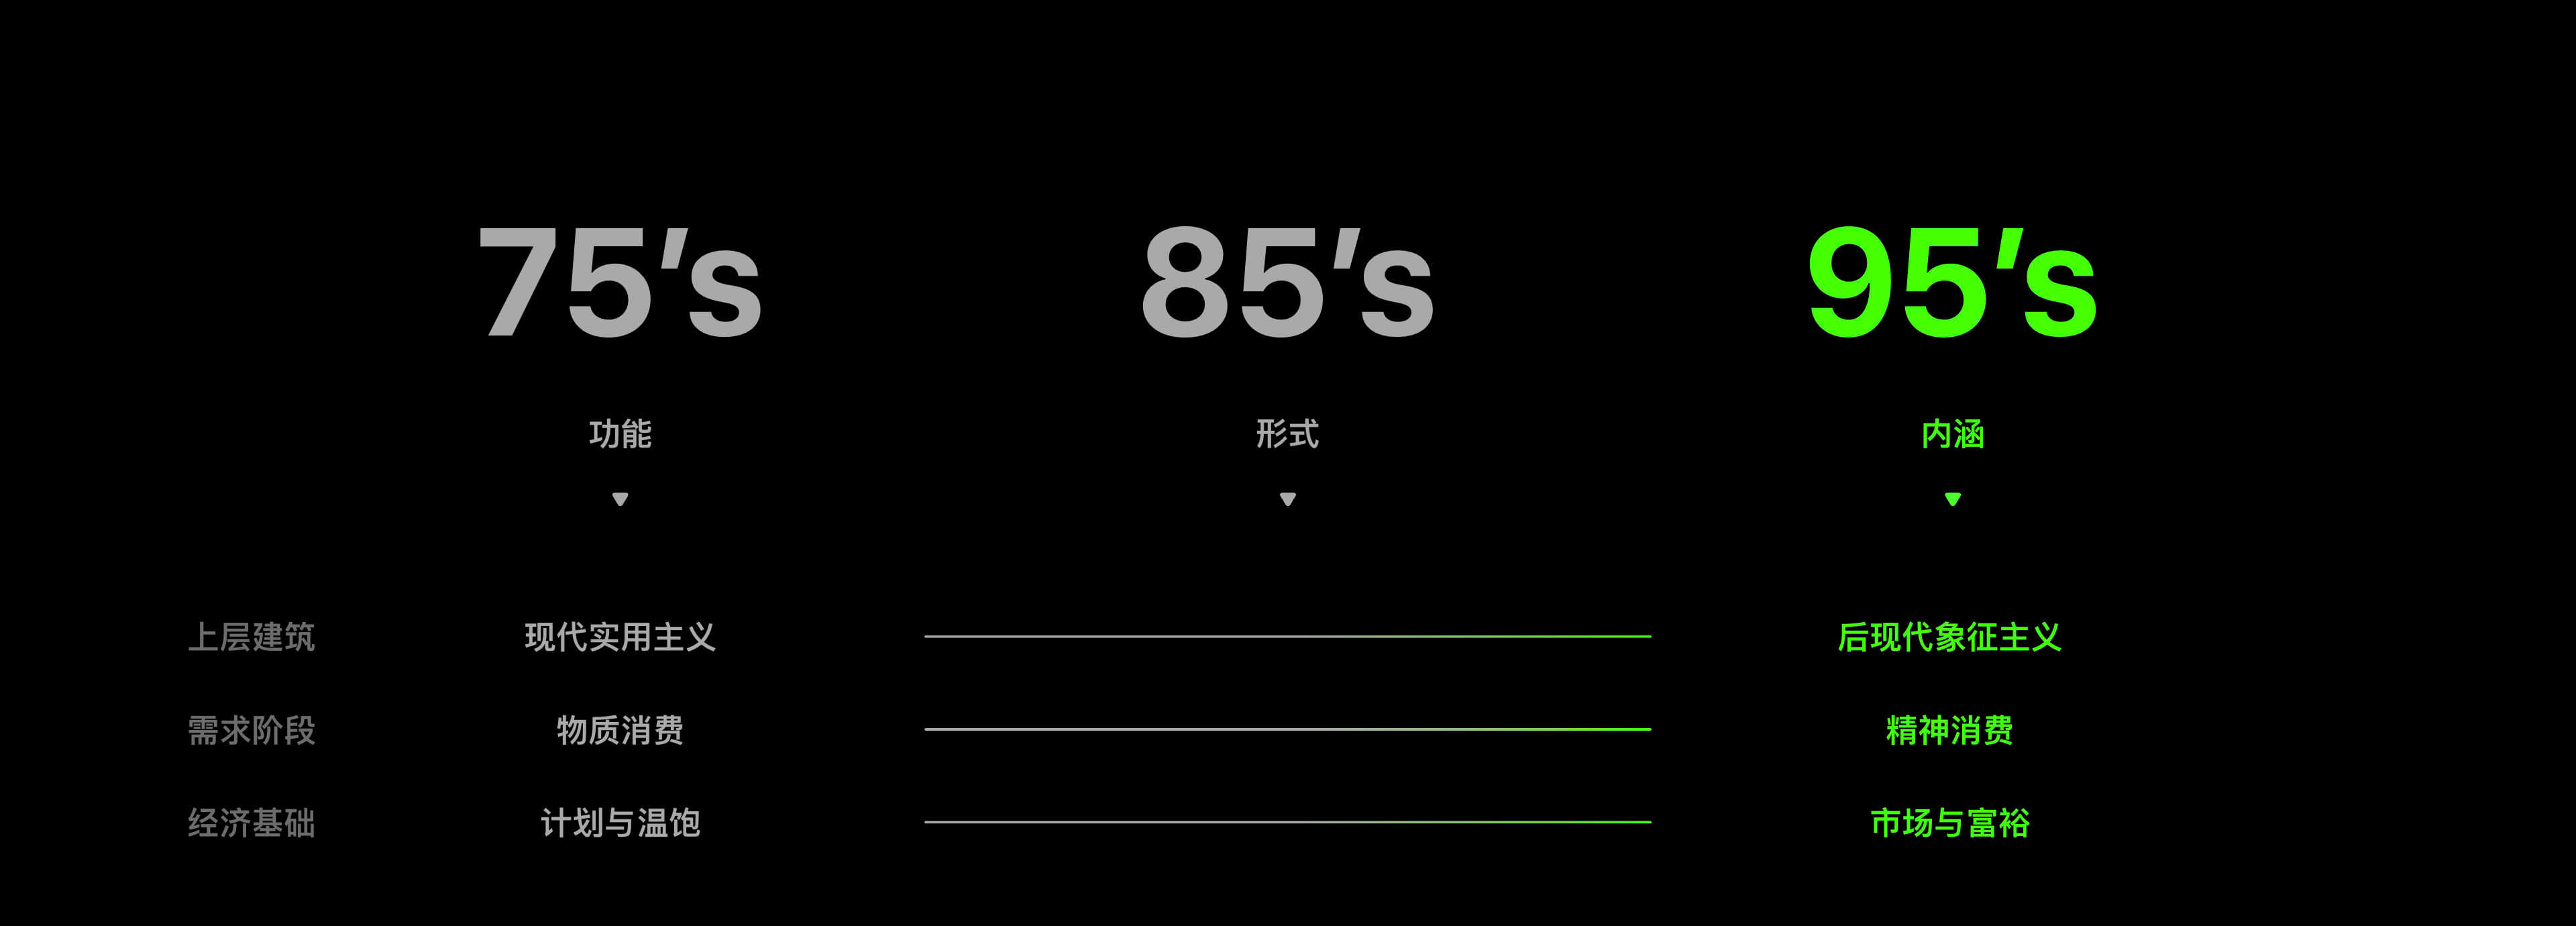 75's 85's 95's
功能 形式 内涵
上层建筑 现代实用主义 后现代象征主义
需求阶段 物质消费 精神消费
经济基础 计划与温饱 市场与富裕